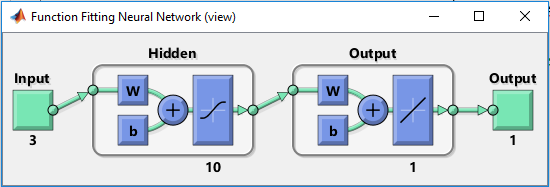 Function Fitting Neural Network (view)
Hidden
Output
Input
W
b
W
b
Output
3
10
1
1